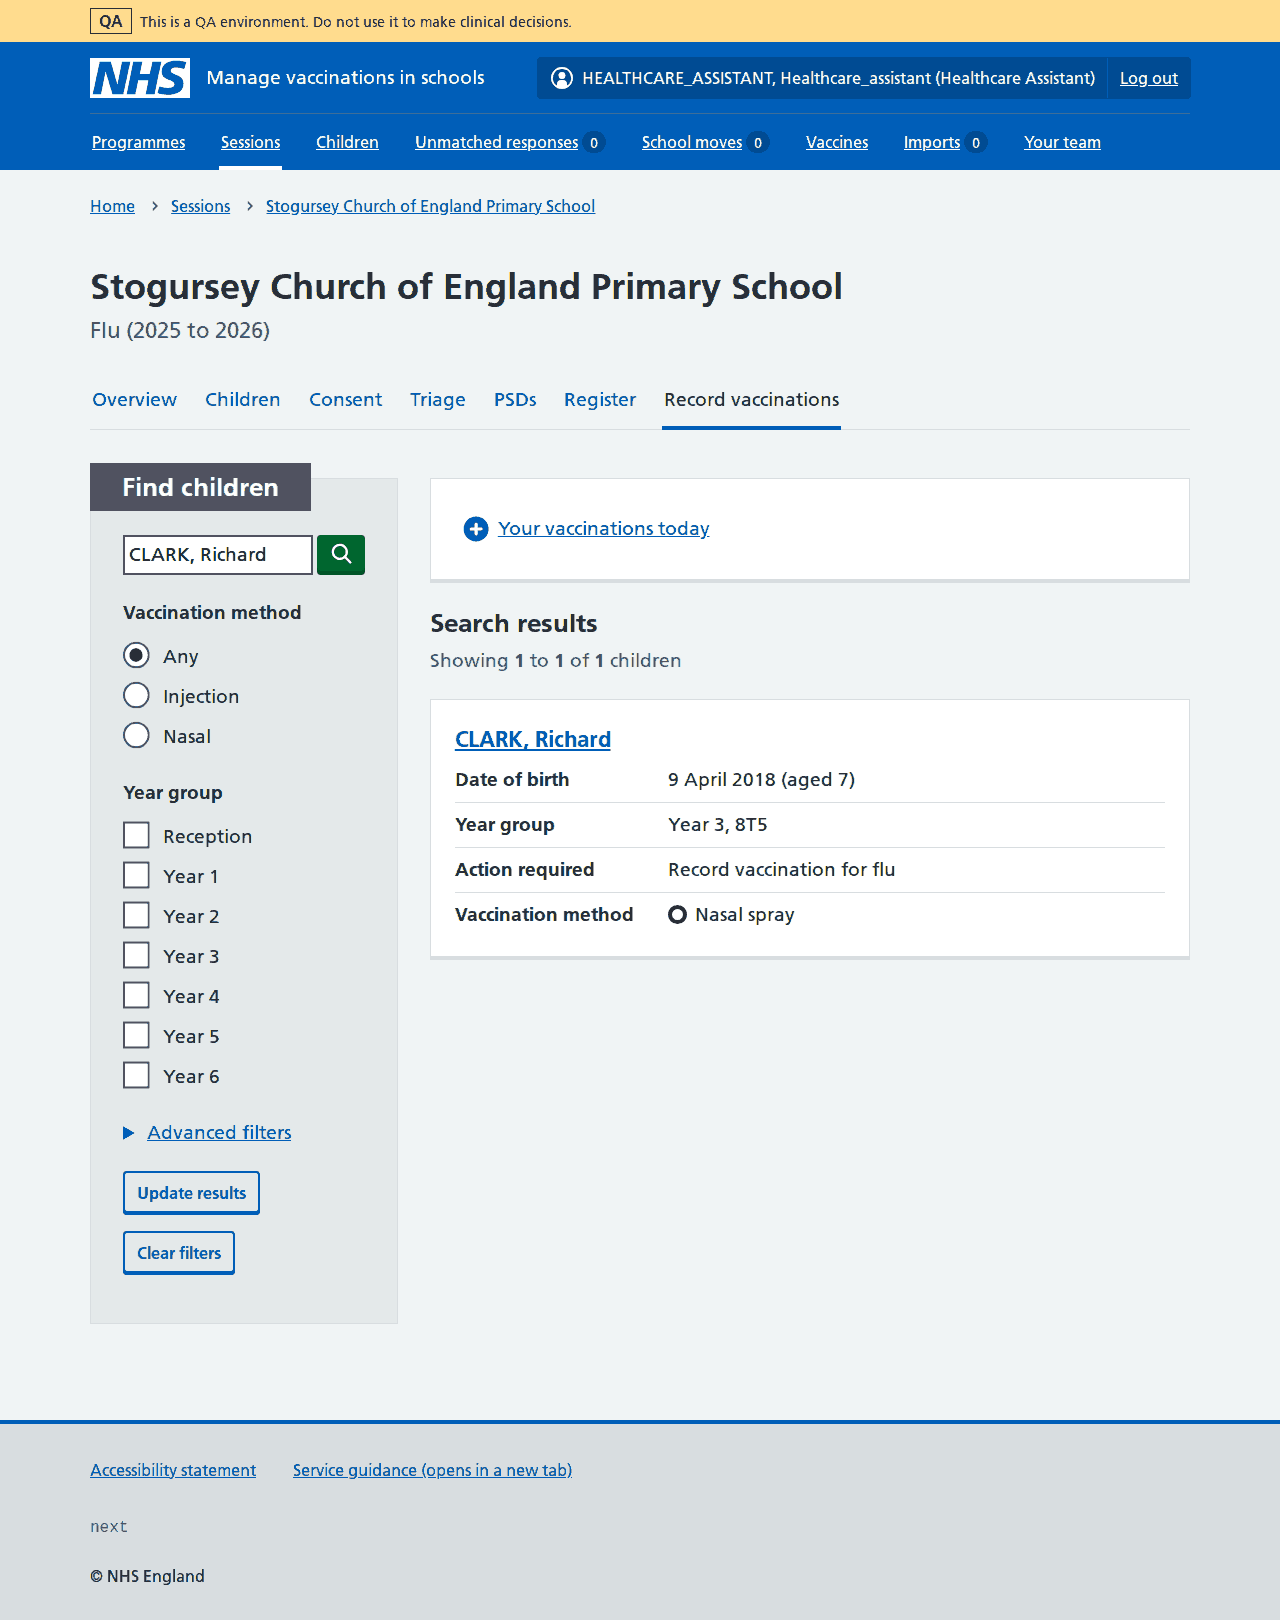 QA This is a QA environment. Do not use it to make clinical decisions.
NHS Manage vaccinations in schools HEALTHCARE_ASSISTANT, Healthcare_assistant (Healthcare Assistant) Log out
Programmes Sessions Children Unmatched responses 0 School moves 0 Vaccines Imports 0 Your team
Home Sessions Stogursey Church of England Primary School
Stogursey Church of England Primary School
Flu (2025 to 2026)
Overview Children Consent Triage PSDs Register Record vaccinations
Find children
CLARK, Richard
Vaccination method
Any
Injection
Nasal
Year group
Reception
Year 1
Year 2
Year 3
Year 4
Year 5
Year 6
Advanced filters
Update results
Clear filters
Your vaccinations today
Search results
Showing 1 to 1 of 1 children
CLARK, Richard
Date of birth 9 April 2018 (aged 7)
Year group Year 3, 8T5
Action required Record vaccination for flu
Vaccination method Nasal spray
Accessibility statement Service guidance (opens in a new tab)
next
© NHS England